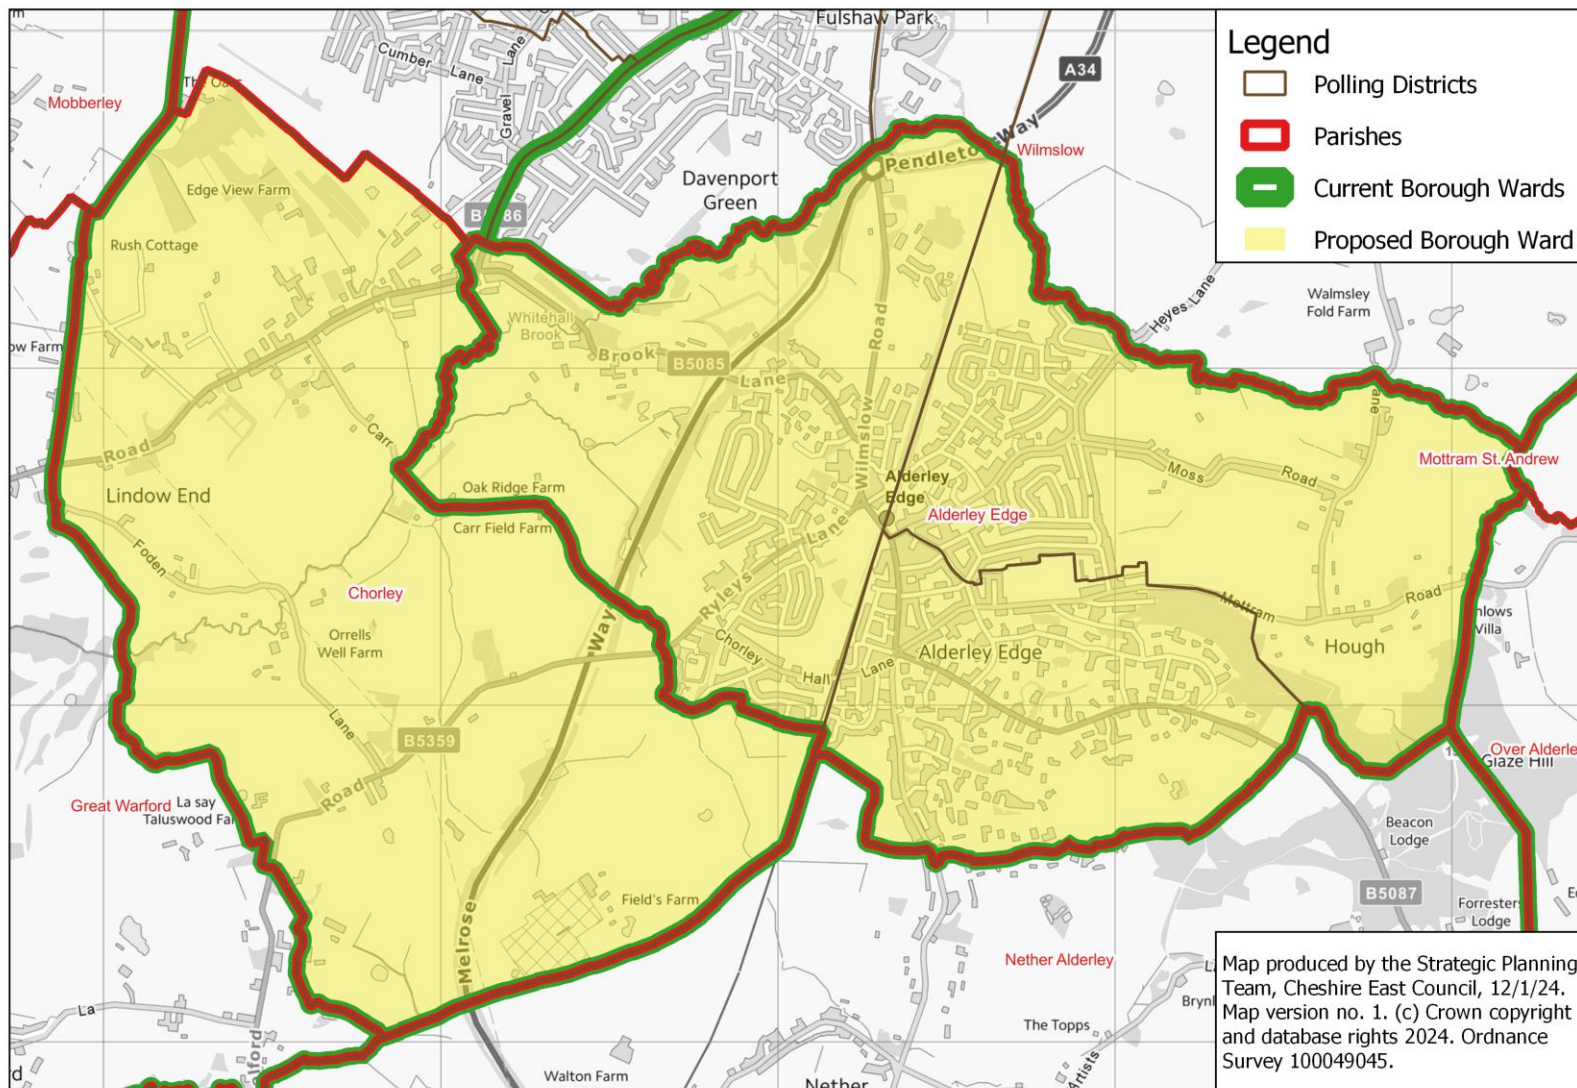 Fulshaw Park
Cumber Lane
Gravel Lane
A34
Mobberley
Pendleton Way
Wilmslow
Edge View Farm
Davenport
Green
Rush Cottage
Whitehall
Brook
Brook Lane
B5085
Wilmslow Road
Heyes Lane
Walmsley
Fold Farm
Lane
Road
Carr
Lindow End
Oak Ridge Farm
Carr Field Farm
Alderley
Edge
Alderley Edge
Moss Road
Mottram St. Andrew
Foden Lane
Chorley
Orrells
Well Farm
Way
Ryleys Lane
Chorley Hall Lane
Alderley Edge
Mottram Road
Hough
Villa
B5359
Road
Great Warford
La say
Glaze Hill
Beacon
Lodge
B5087
Forresters
Lodge
Field's Farm
Melrose
Nether Alderley
The Topps
Artists
La
Walton Farm
Nether
Legend
Polling Districts
Parishes
Current Borough Wards
Proposed Borough Ward
Map produced by the Strategic Planning
Team, Cheshire East Council, 12/1/24.
Map version no. 1. (c) Crown copyright
and database rights 2024. Ordnance
Survey 100049045.